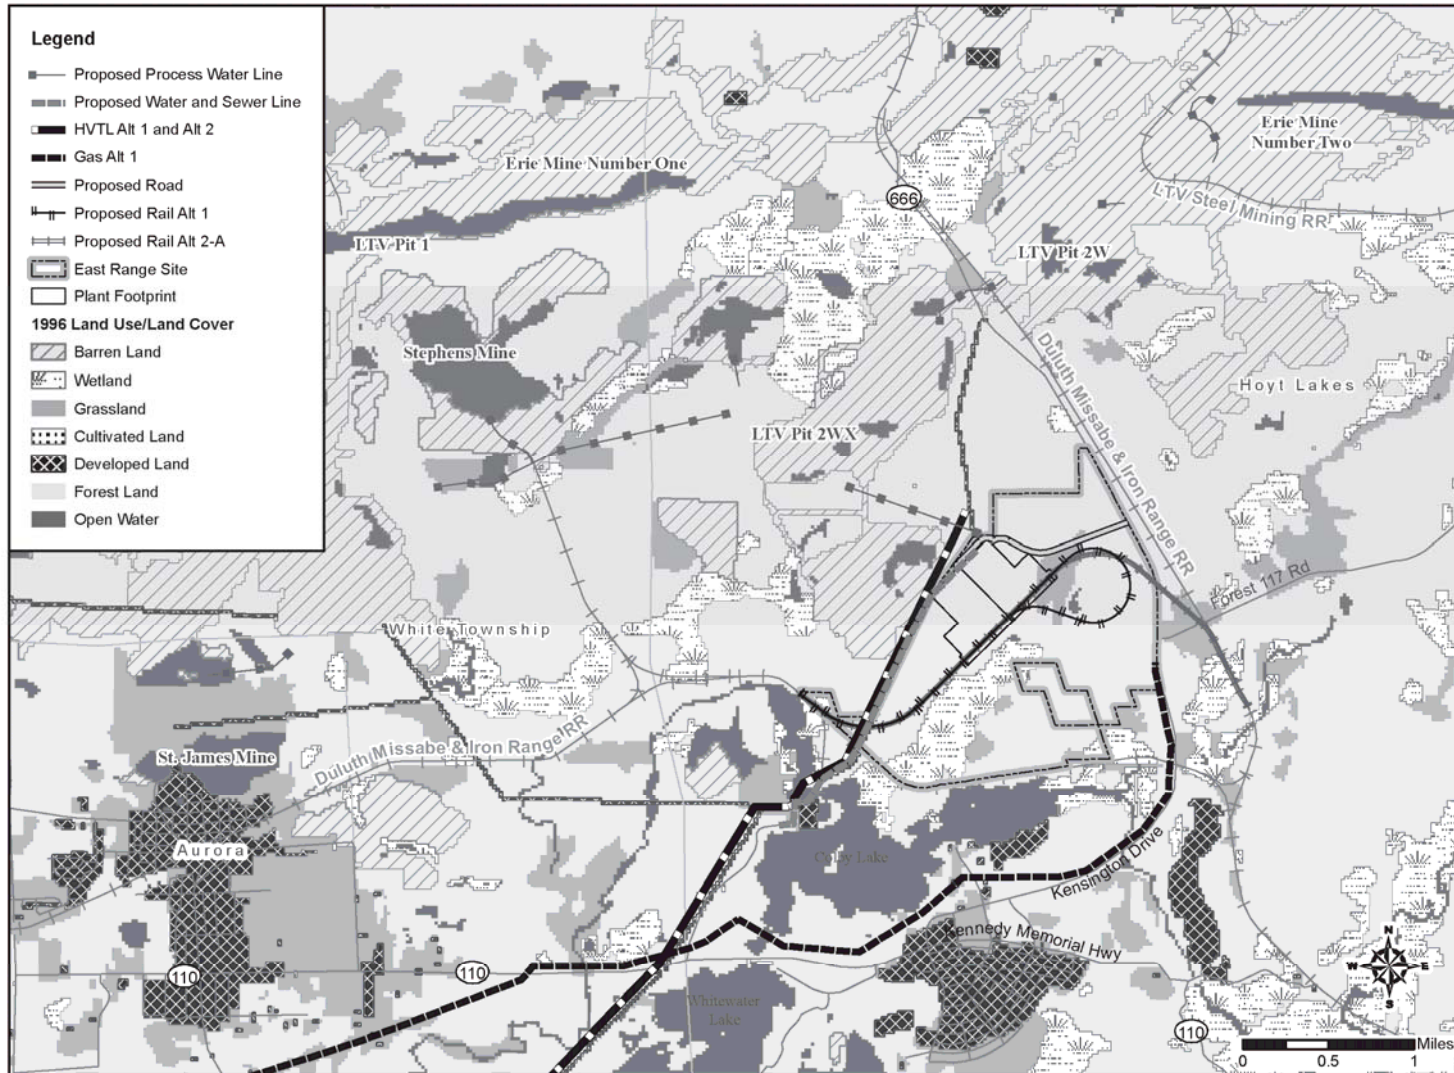 Legend
Proposed Process Water Line
Proposed Water and Sewer Line
HVTL Alt 1 and Alt 2
Gas Alt 1
Proposed Road
Proposed Rail Alt 1
Proposed Rail Alt 2-A
East Range Site
Plant Footprint
1996 Land Use/Land Cover
Barren Land
Wetland
Grassland
Cultivated Land
Developed Land
Forest Land
Open Water
Erie Mine
Number Two
Erie Mine Number One
LTV Steel Mining RR
666
LTV Pit 1
LTV Pit 2W
Stephens Mine
Duluth Missabe & Iron Range RR
Hoyt Lakes
LTV Pit 2WX
Forest 117 Rd
White Township
St. James Mine
Duluth Missabe & Iron Range RR
Aurora
Colby Lake
Kensington Drive
Kennedy Memorial Hwy
110
110
Whitewater
Lake
110
N
W
E
S
Miles
0
0.5
1